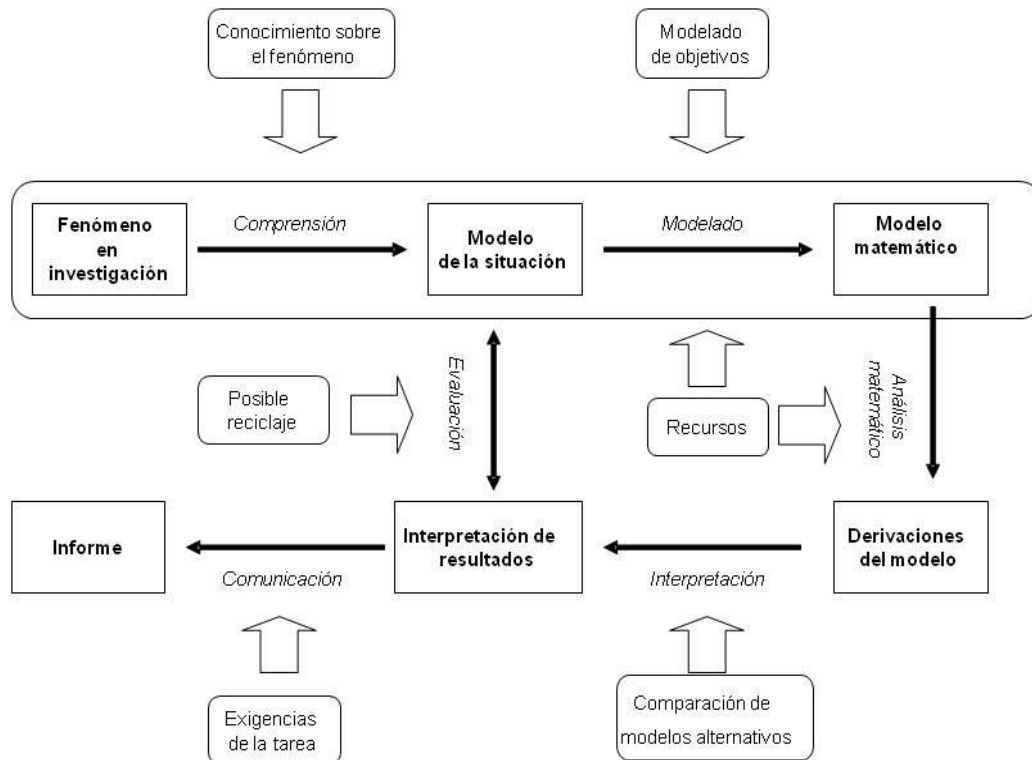 Conocimiento sobre
el fenómeno
Modelado
de objetivos
Fenómeno
en
investigación
Comprensión
Modelo
de la situación
Modelado
Modelo
matemático
Posible
reciclaje
Evaluación
Recursos
Análisis
matemático
Informe
Comunicación
Interpretación de
resultados
Interpretación
Derivaciones
del modelo
Exigencias
de la tarea
Comparación de
modelos alternativos